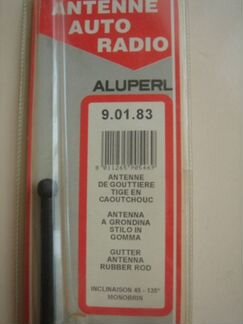 ANTENNE
AUTO
RADIO
ALUPERL
9.01.83
ANTENNE
DE GOUTTIERE
TIGE EN
CAOUTCHOUC
ANTENNA
A GRONDINA
STILO IN
GOMMA
GUTTER
ANTENNA
RUBBER ROD
INCLINAISON 45 - 135°
MONOBRIN